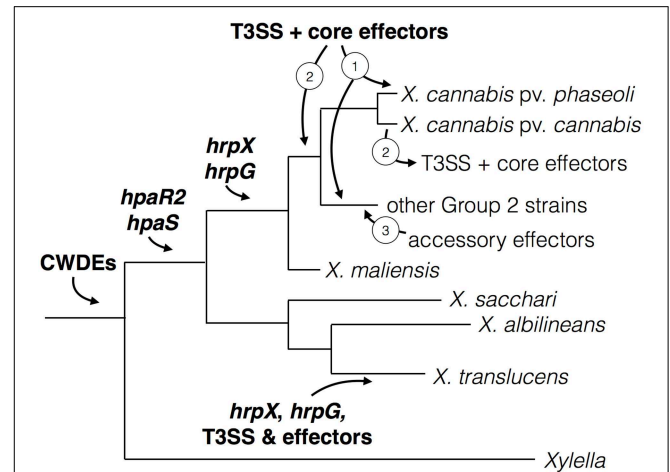 T3SS + core effectors
1
2
X. cannabis pv. phaseoli
X. cannabis pv. cannabis
2
T3SS + core effectors
hrpX
hrpG
hpaR2
hpaS
other Group 2 strains
3
accessory effectors
CWDEs
X. maliensis
X. sacchari
X. albilineans
X. translucens
hrpX, hrpG,
T3SS & effectors
Xylella